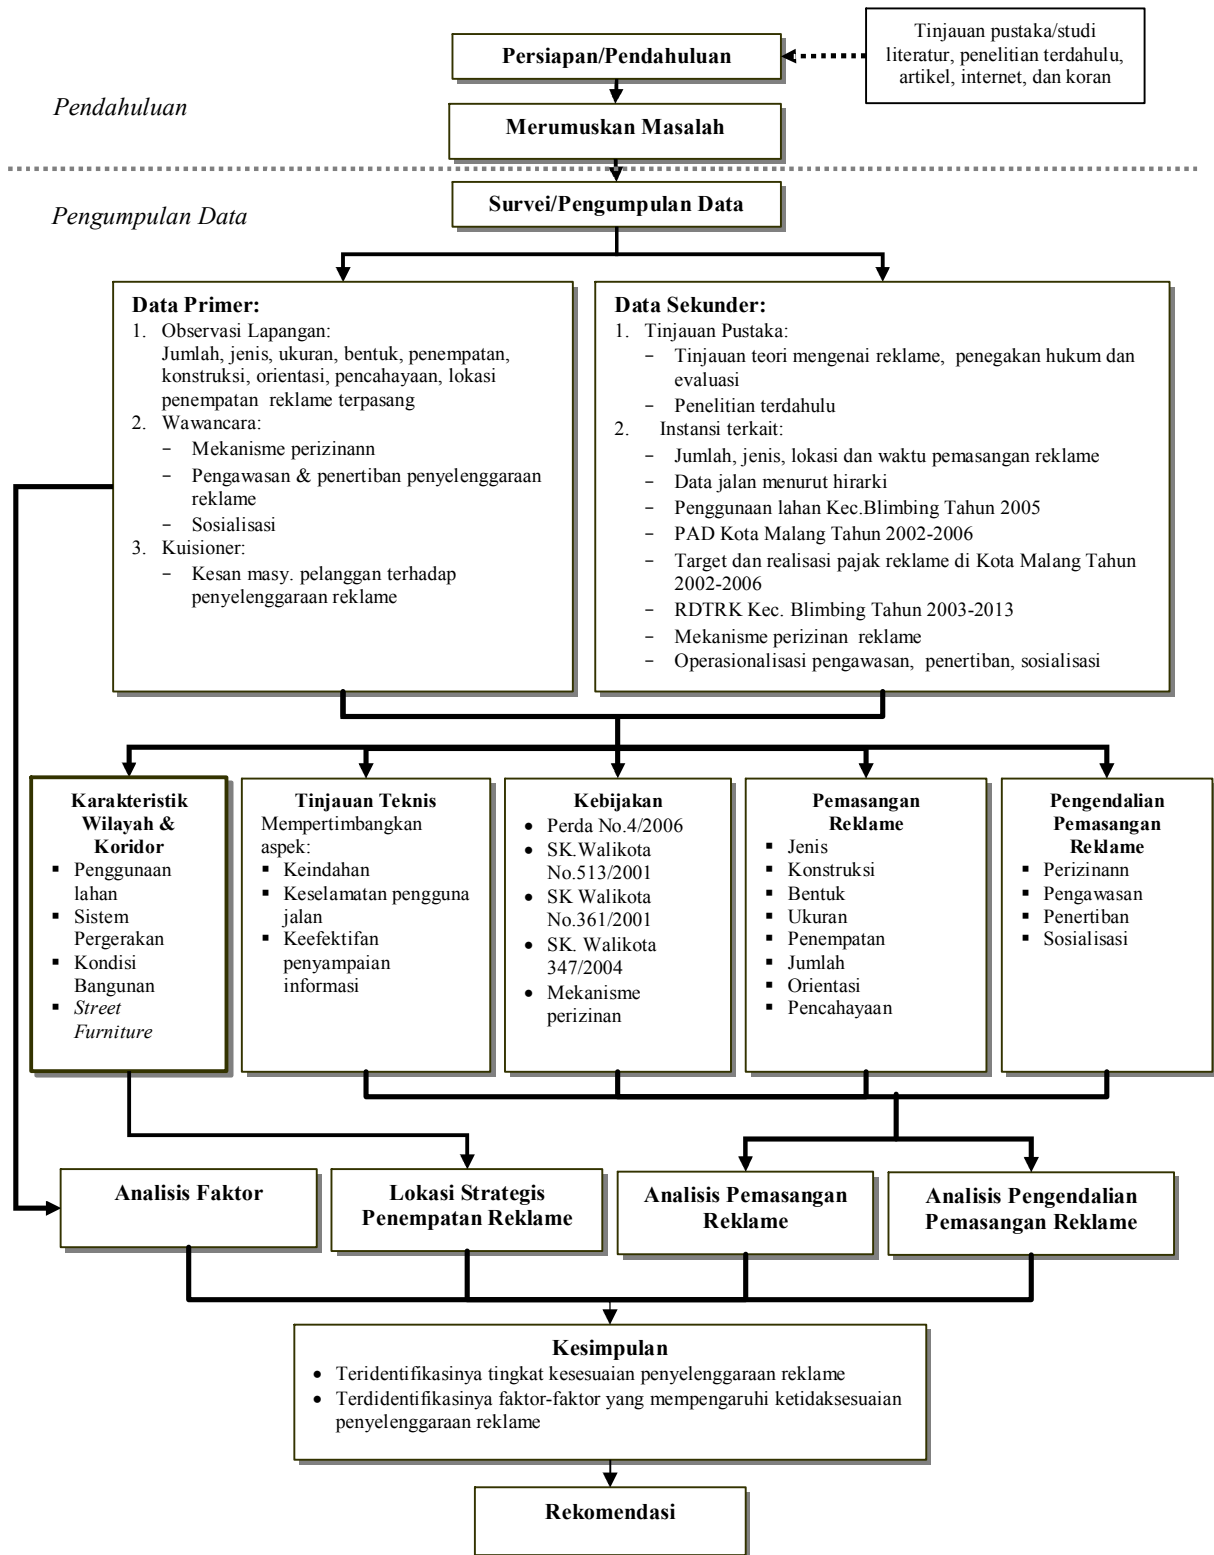 Tinjauan pustaka/studi
literatur, penelitian terdahulu,
artikel, internet, dan koran
Persiapan/Pendahuluan
Pendahuluan
Merumuskan Masalah
Pengumpulan Data
Survei/Pengumpulan Data
Data Primer:
1. Observasi Lapangan:
Jumlah, jenis, ukuran, bentuk, penempatan,
konstruksi, orientasi, pencahayaan, lokasi
penempatan reklame terpasang
2. Wawancara:
- Mekanisme perizinann
- Pengawasan & penertiban penyelenggaraan
reklame
- Sosialisasi
3. Kuisioner:
- Kesan masy. pelanggan terhadap
penyelenggaraan reklame
Data Sekunder:
1. Tinjauan Pustaka:
- Tinjauan teori mengenai reklame, penegakan hukum dan
evaluasi
- Penelitian terdahulu
2. Instansi terkait:
- Jumlah, jenis, lokasi dan waktu pemasangan reklame
- Data jalan menurut hirarki
- Penggunaan lahan Kec.Blimbing Tahun 2005
- PAD Kota Malang Tahun 2002-2006
- Target dan realisasi pajak reklame di Kota Malang Tahun
2002-2006
- RDTRK Kec. Blimbing Tahun 2003-2013
- Mekanisme perizinan reklame
- Operasionalisasi pengawasan, penertiban, sosialisasi
Karakteristik
Wilayah &
Koridor
▪ Penggunaan
lahan
▪ Sistem
Pergerakan
▪ Kondisi
Bangunan
▪ Street
Furniture
Tinjauan Teknis
Mempertimbangkan
aspek:
▪ Keindahan
▪ Keselamatan pengguna
jalan
▪ Keefektifan
penyampaian
informasi
Kebijakan
• Perda No.4/2006
• SK.Walikota
No.513/2001
• SK Walikota
No.361/2001
• SK. Walikota
347/2004
• Mekanisme
perizinan
Pemasangan
Reklame
▪ Jenis
▪ Konstruksi
▪ Bentuk
▪ Ukuran
▪ Penempatan
▪ Jumlah
▪ Orientasi
▪ Pencahayaan
Pengendalian
Pemasangan
Reklame
▪ Perizinann
▪ Pengawasan
▪ Penertiban
▪ Sosialisasi
Analisis Faktor
Lokasi Strategis
Penempatan Reklame
Analisis Pemasangan
Reklame
Analisis Pengendalian
Pemasangan Reklame
Kesimpulan
• Teridentifikasinya tingkat kesesuaian penyelenggaraan reklame
• Terdidentifikasinya faktor-faktor yang mempengaruhi ketidaksesuaian
penyelenggaraan reklame
Rekomendasi